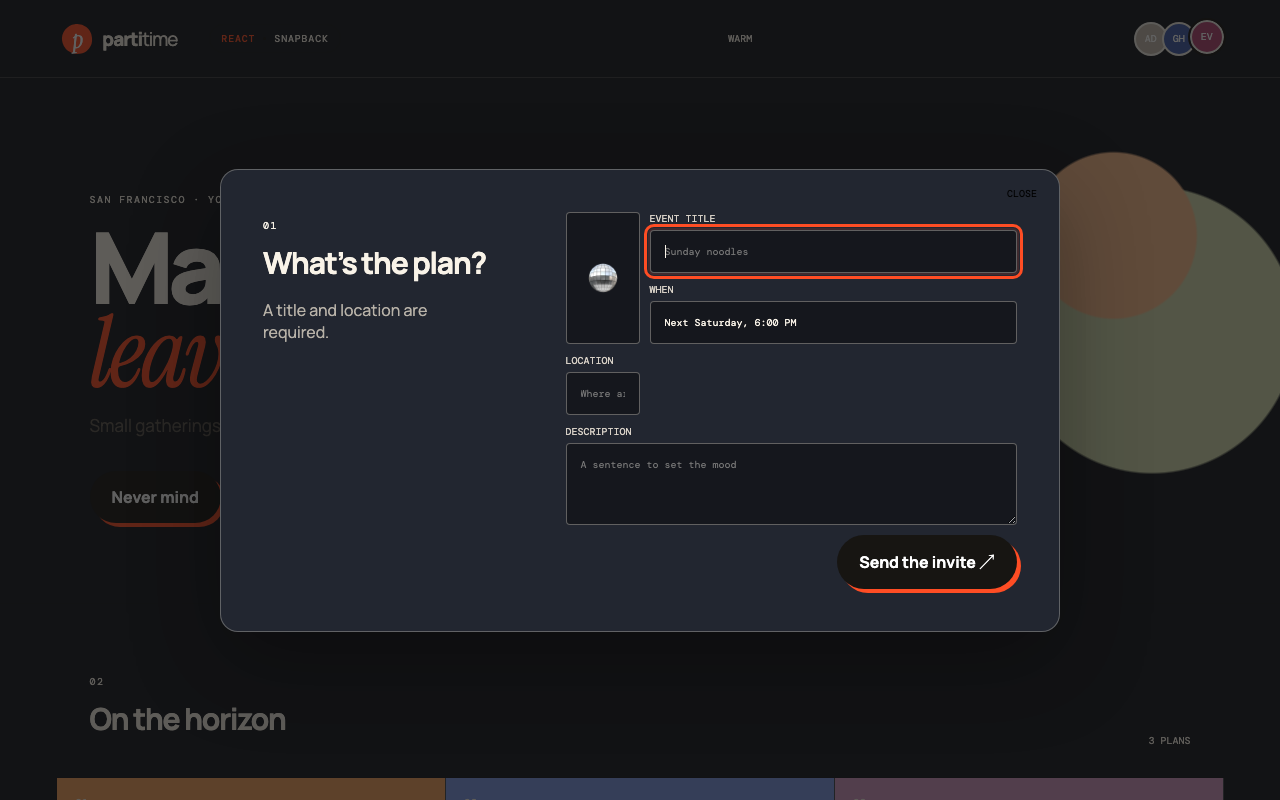 p partitime REACT SNAPBACK WARM AD GH EV
SAN FRANCISCO · YO
CLOSE
01
What's the plan?
A title and location are
required.
EVENT TITLE
Sunday noodles
WHEN
Next Saturday, 6:00 PM
LOCATION
Where a
DESCRIPTION
A sentence to set the mood
Send the invite ↗
Ma
leav
Small gatherings
Never mind
02
On the horizon
3 PLANS